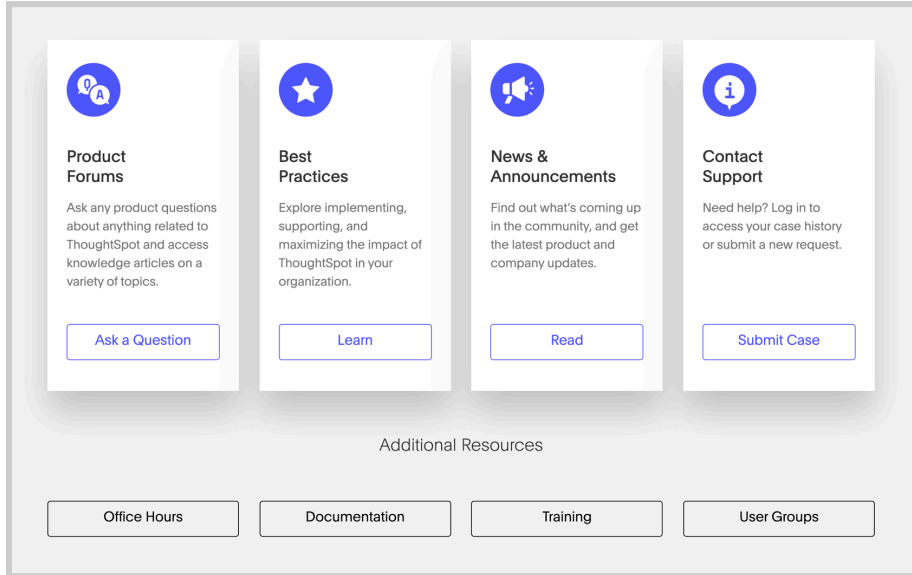 Q
A
Product
Forums
Ask any product questions
about anything related to
ThoughtSpot and access
knowledge articles on a
variety of topics.
Ask a Question
Best
Practices
Explore implementing,
supporting, and
maximizing the impact of
ThoughtSpot in your
organization.
Learn
News &
Announcements
Find out what’s coming up
in the community, and get
the latest product and
company updates.
Read
i
Contact
Support
Need help? Log in to
access your case history
or submit a new request.
Submit Case
Additional Resources
Office Hours
Documentation
Training
User Groups